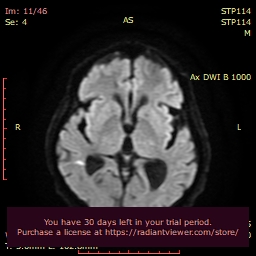 Im: 11/46
Se: 4
AS
STP114
STP114
M
Ax DWI B 1000
R
L
You have 30 days left in your trial period.
Purchase a license at https://radiantviewer.com/store/